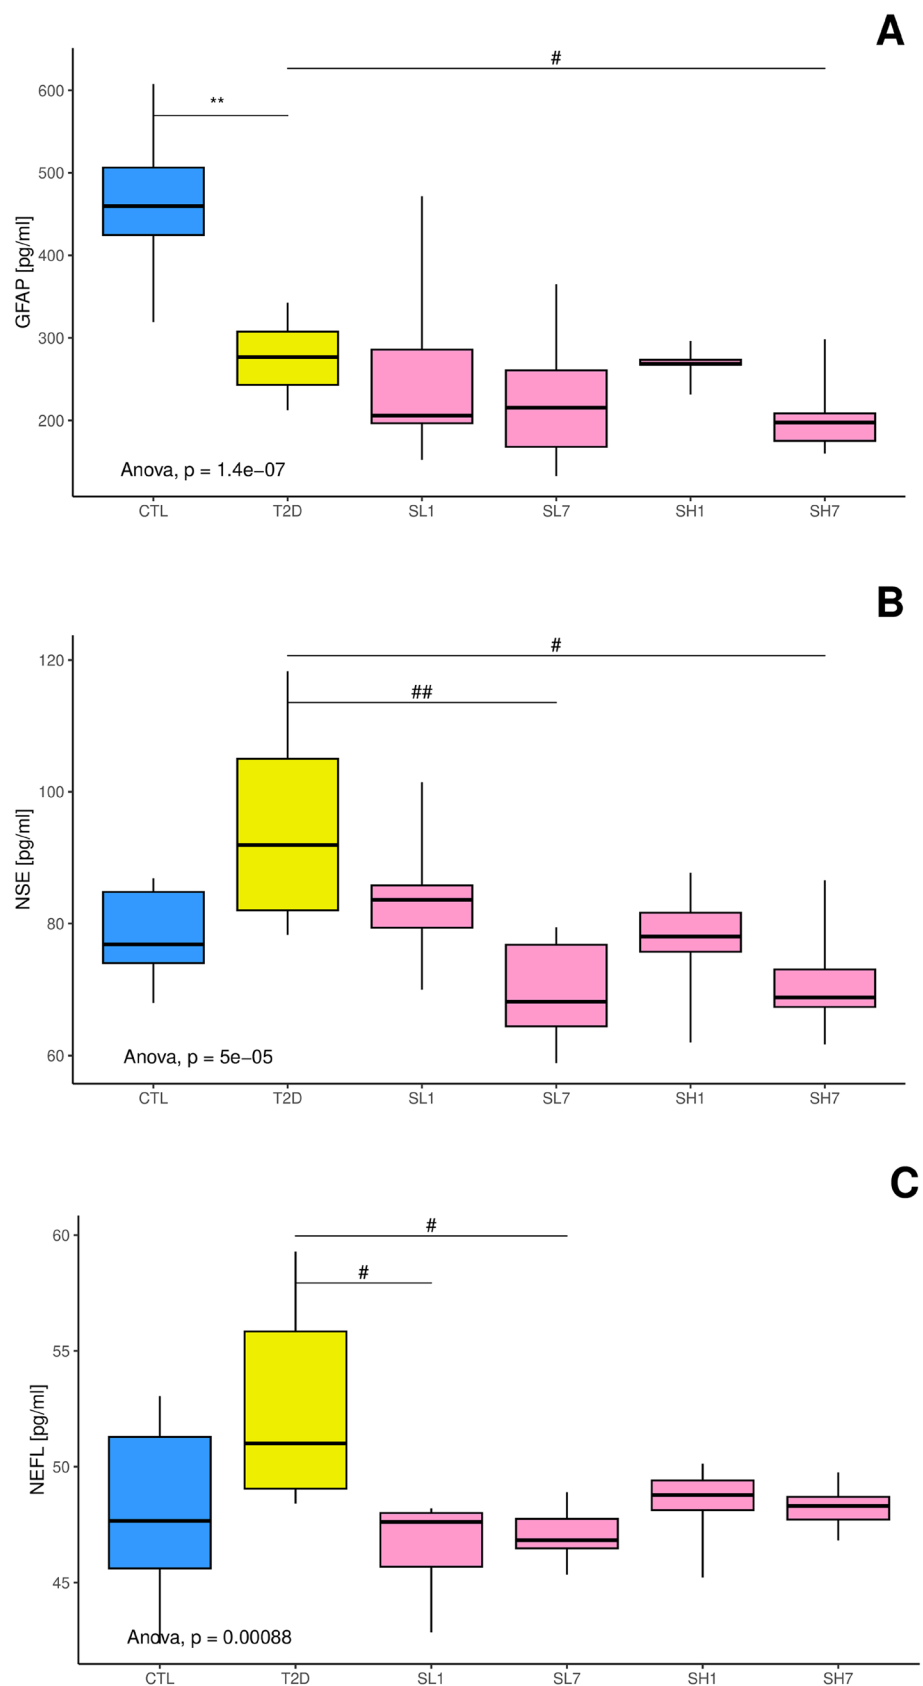 A
#
**
600
500
400
300
200
GFAP [pg/ml]
Anova, p = 1.4e−07
CTL T2D SL1 SL7 SH1 SH7
B
#
##
120
100
80
60
NSE [pg/ml]
Anova, p = 5e−05
CTL T2D SL1 SL7 SH1 SH7
C
#
#
60
55
50
45
NEFL [pg/ml]
Anova, p = 0.00088
CTL T2D SL1 SL7 SH1 SH7